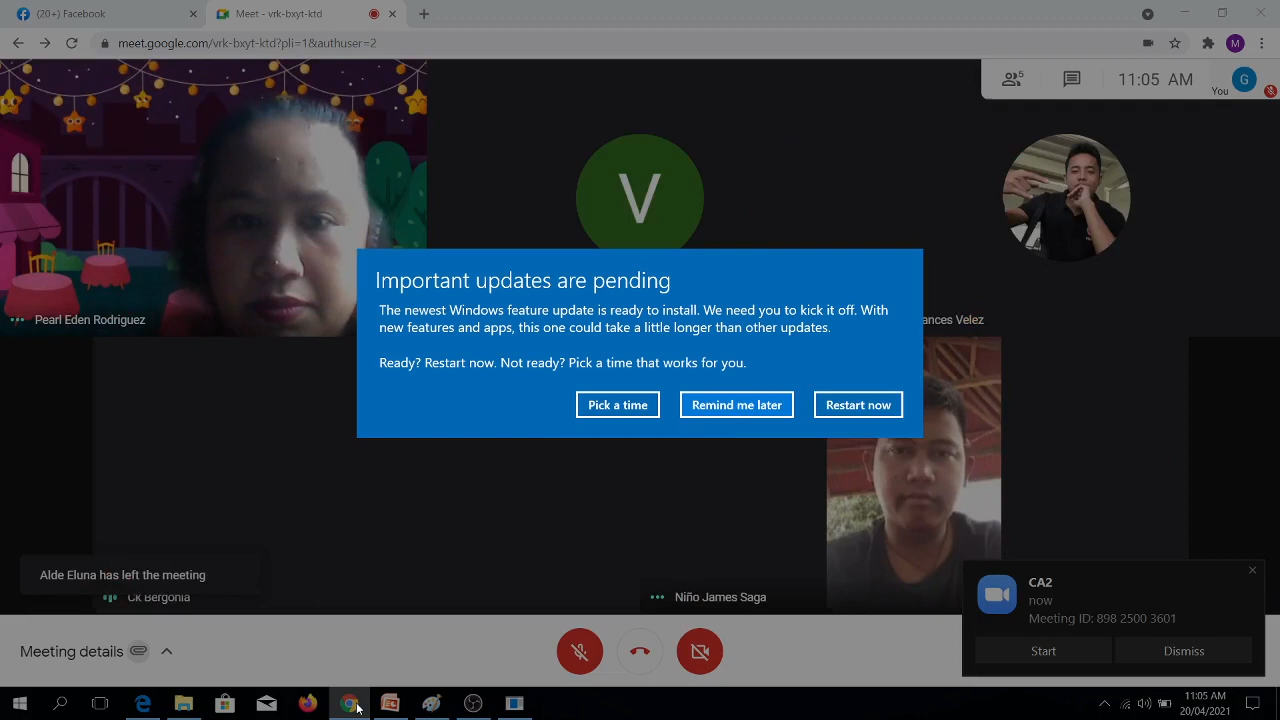 (20+) Facebook
Meet - vrk-bxyt-ktd
meet.google.com/vrk-bxyt-ktd?pli=1&authuser=2
M
5
11:05 AM
You
G
V
Pearl Eden Rodriguez
ances Velez
Important updates are pending
The newest Windows feature update is ready to install. We need you to kick it off. With
new features and apps, this one could take a little longer than other updates.
Ready? Restart now. Not ready? Pick a time that works for you.
Pick a time
Remind me later
Restart now
Alde Eluna has left the meeting
Ck Bergonia
Niño James Saga
CA2
now
Meeting ID: 898 2500 3601
Start
Dismiss
Meeting details
11:05 AM
20/04/2021